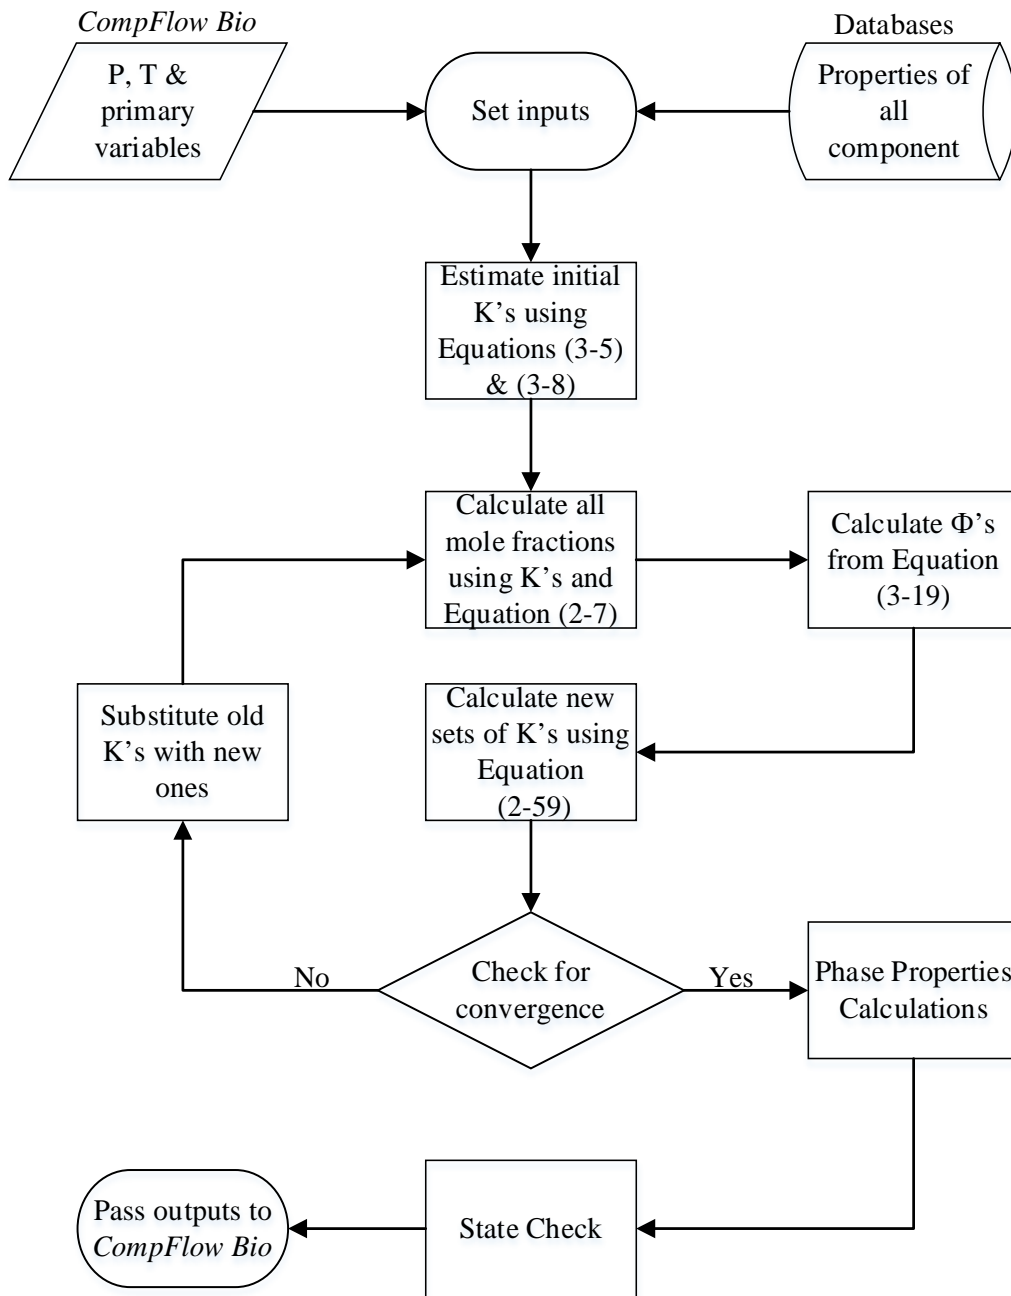 CompFlow Bio
P, T &
primary
variables
Set inputs
Databases
Properties of
all
component
Estimate initial
K’s using
Equations (3-5)
& (3-8)
Calculate all
mole fractions
using K’s and
Equation (2-7)
Calculate Φ’s
from Equation
(3-19)
Substitute old
K’s with new
ones
Calculate new
sets of K’s using
Equation
(2-59)
No
Check for
convergence
Yes
Phase Properties
Calculations
Pass outputs to
CompFlow Bio
State Check